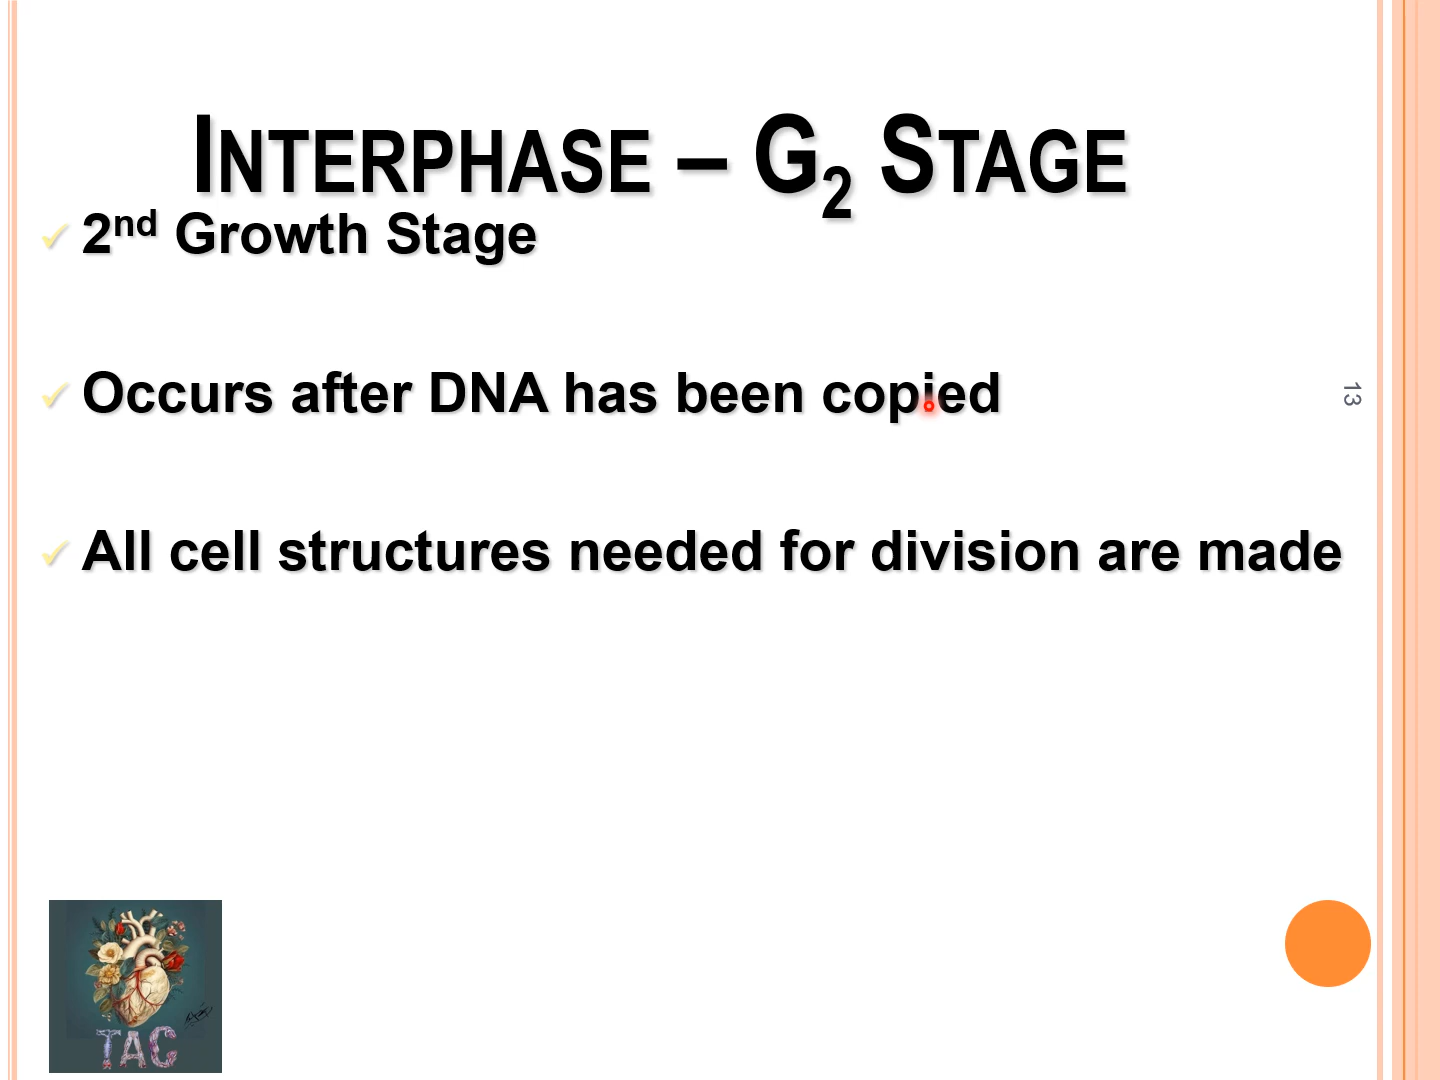 INTERPHASE – G₂ STAGE
✓ 2nd Growth Stage
✓ Occurs after DNA has been copied
13
✓ All cell structures needed for division are made
TAC